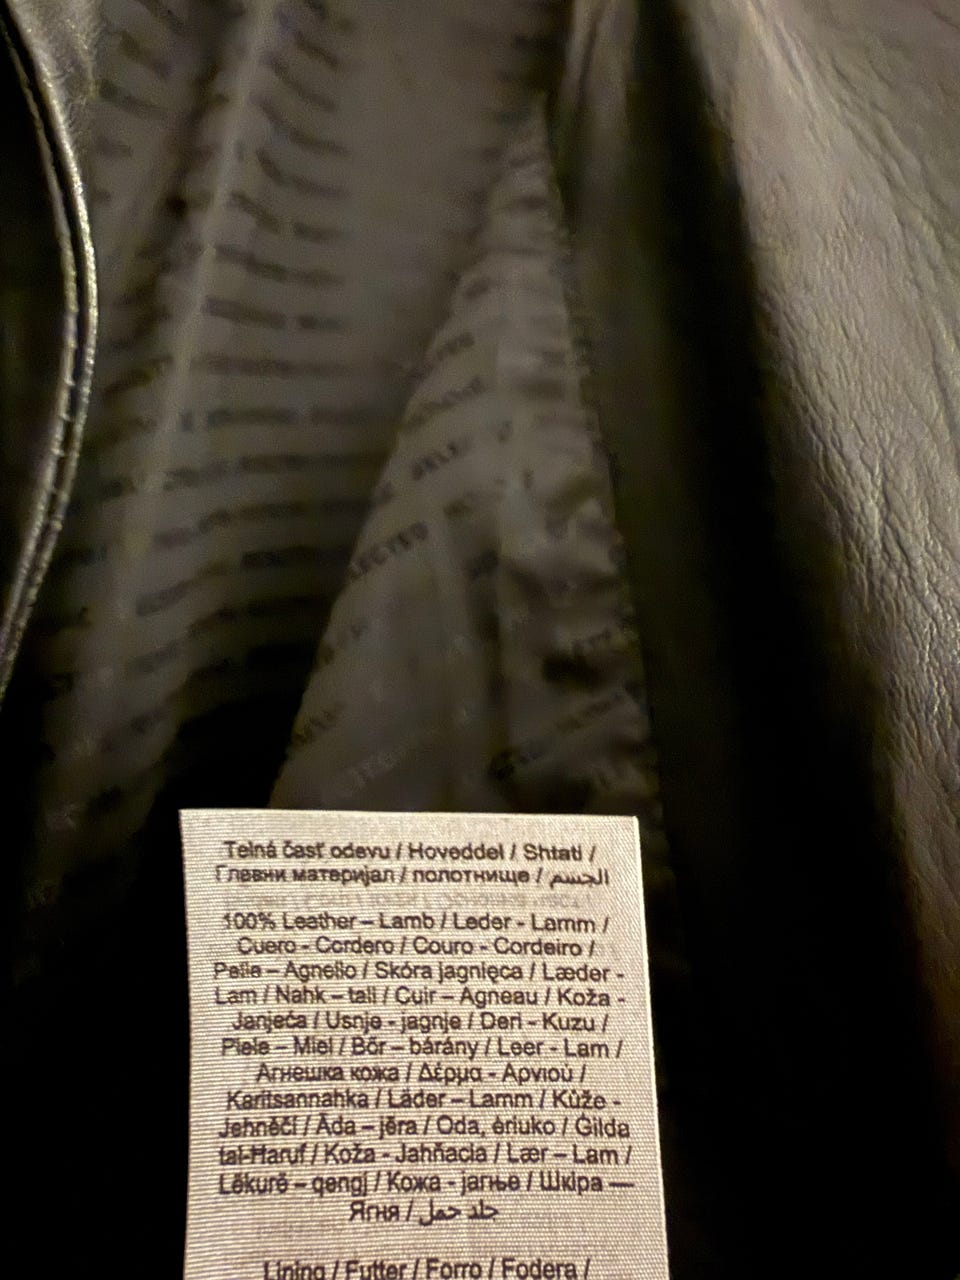 Telná časť odevu / Hoveddel / Shtati /
Главни материјал / полотнище / الجسم
100% Leather – Lamb / Leder - Lamm /
Cuero - Cordero / Couro - Cordeiro /
Pelle – Agnello / Skóra jagnięca / Læder -
Lam / Nahk – tall / Cuir – Agneau / Koža -
Janjeća / Usnje - jagnje / Deri - Kuzu /
Piele – Miel / Bőr – bárány / Leer - Lam /
Агнешка кожа / Δέρμα - Αρνιού /
Karitsannahka / Läder – Lamm / Kůže -
Jehněčí / Āda – jēra / Oda, ėriuko / Ġilda
tal-Ħaruf / Koža - Jahňacia / Lær – Lam /
Lëkurë – qengj / Кожа - јагње / Шкіра —
Ягня / جلد حمل
Lining / Futter / Forro / Fodera /